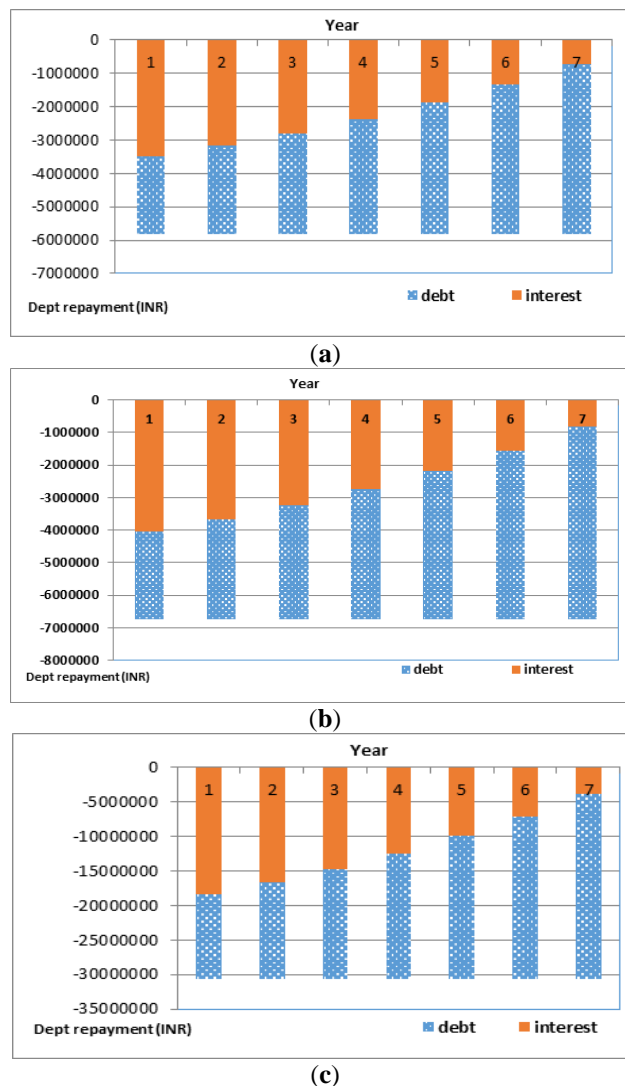 Year
0
1 2 3 4 5 6 7
-1000000
-2000000
-3000000
-4000000
-5000000
-6000000
-7000000
Dept repayment (INR) debt interest
(a)
Year
0
1 2 3 4 5 6 7
-1000000
-2000000
-3000000
-4000000
-5000000
-6000000
-7000000
-8000000
Dept repayment (INR) debt interest
(b)
Year
0
1 2 3 4 5 6 7
-5000000
-10000000
-15000000
-20000000
-25000000
-30000000
-35000000
Dept repayment (INR) debt interest
(c)